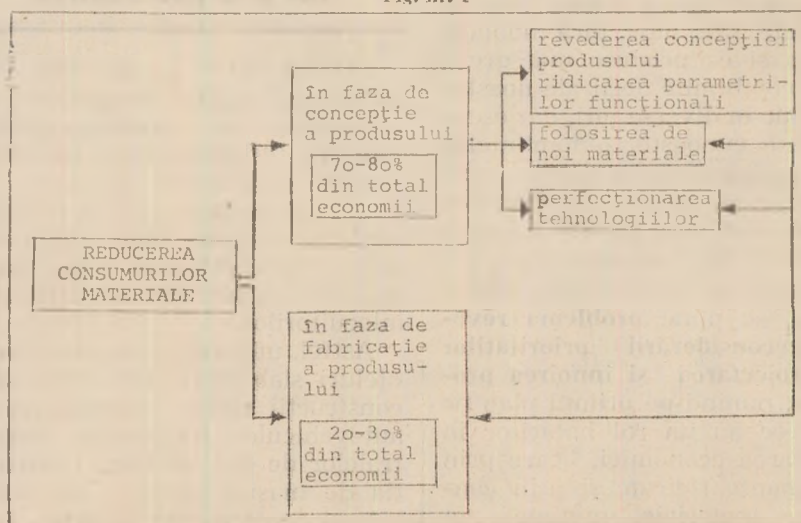 revederea concepţiei
produsului
ridicarea parametri-
lor funcţionali
în faza de
concepţie
a produsului
7o-8o%
din total
economii
folosirea de
noi materiale
perfecţionarea
tehnologiilor
REDUCEREA
CONSUMURILOR
MATERIALE
în faza de
fabricaţie
a produsu-
lui
2o-3o%
din total
economii